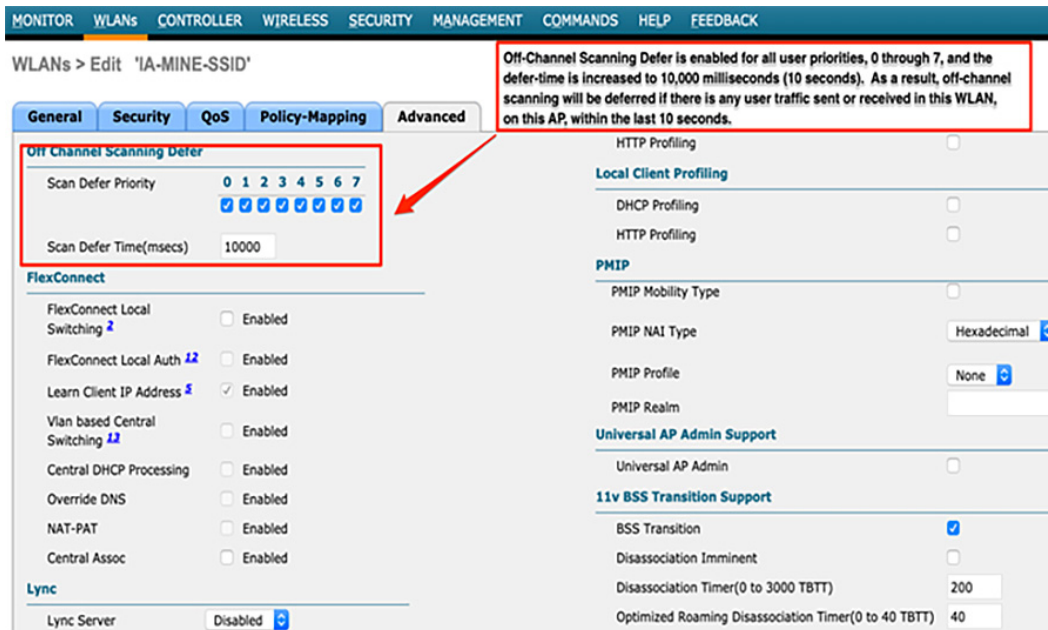 MONITOR WLANs CONTROLLER WIRELESS SECURITY MANAGEMENT COMMANDS HELP FEEDBACK
WLANs > Edit 'IA-MINE-SSID'
Off-Channel Scanning Defer is enabled for all user priorities, 0 through 7, and the
defer-time is increased to 10,000 milliseconds (10 seconds). As a result, off-channel
scanning will be deferred if there is any user traffic sent or received in this WLAN,
on this AP, within the last 10 seconds.
General Security QoS Policy-Mapping Advanced
Off Channel Scanning Defer
Scan Defer Priority 0 1 2 3 4 5 6 7
Scan Defer Time(msecs) 10000
FlexConnect
FlexConnect Local
Switching 2 Enabled
FlexConnect Local Auth 12 Enabled
Learn Client IP Address 5 Enabled
Vlan based Central
Switching 13 Enabled
Central DHCP Processing Enabled
Override DNS Enabled
NAT-PAT Enabled
Central Assoc Enabled
Lync
Lync Server Disabled
HTTP Profiling
Local Client Profiling
DHCP Profiling
HTTP Profiling
PMIP
PMIP Mobility Type
PMIP NAI Type Hexadecimal
PMIP Profile None
PMIP Realm
Universal AP Admin Support
Universal AP Admin
11v BSS Transition Support
BSS Transition
Disassociation Imminent
Disassociation Timer(0 to 3000 TBTT) 200
Optimized Roaming Disassociation Timer(0 to 40 TBTT) 40